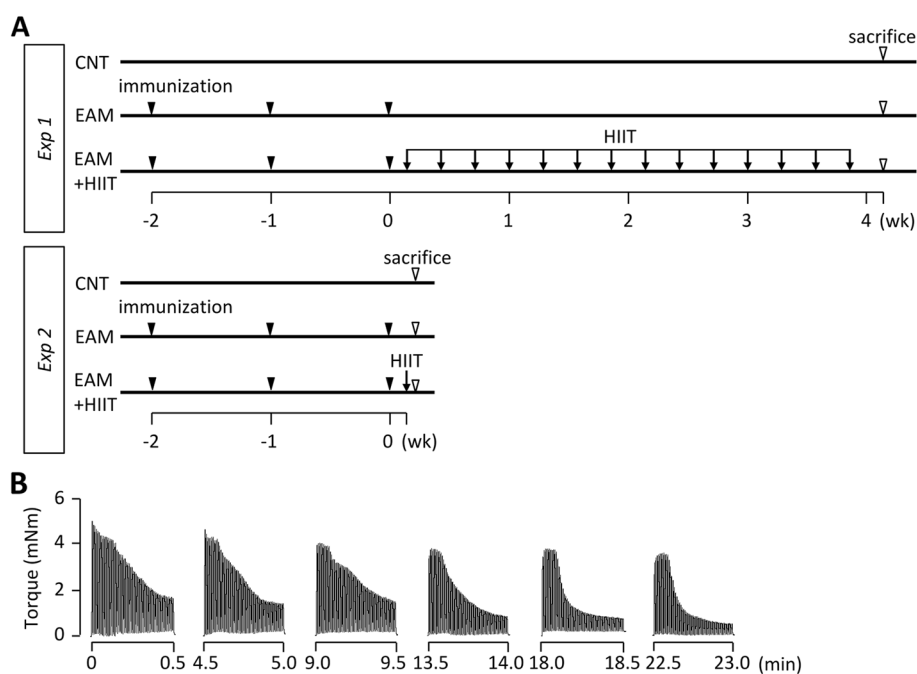 A
sacrifice
Exp 1
CNT
immunization
EAM
HIIT
EAM
+HIIT
-2 -1 0 1 2 3 4 (wk)
sacrifice
Exp 2
CNT
immunization
EAM
HIIT
EAM
+HIIT
-2 -1 0 (wk)
B
Torque (mNm)
6
4
2
0
0 0.5 4.5 5.0 9.0 9.5 13.5 14.0 18.0 18.5 22.5 23.0 (min)